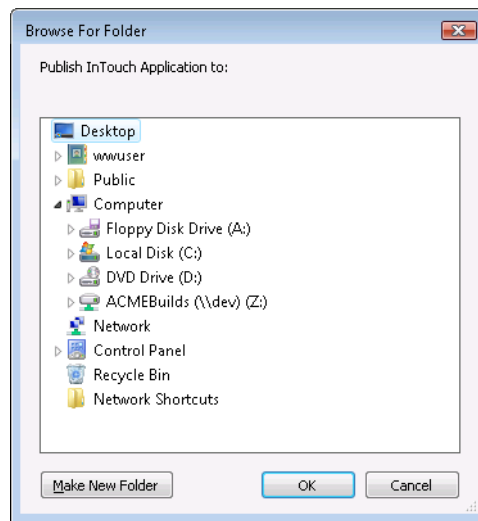 Browse For Folder
Publish InTouch Application to:
Desktop
wwuser
Public
Computer
Floppy Disk Drive (A:)
Local Disk (C:)
DVD Drive (D:)
ACMEBuilds (\\dev) (Z:)
Network
Control Panel
Recycle Bin
Network Shortcuts
Make New Folder OK Cancel